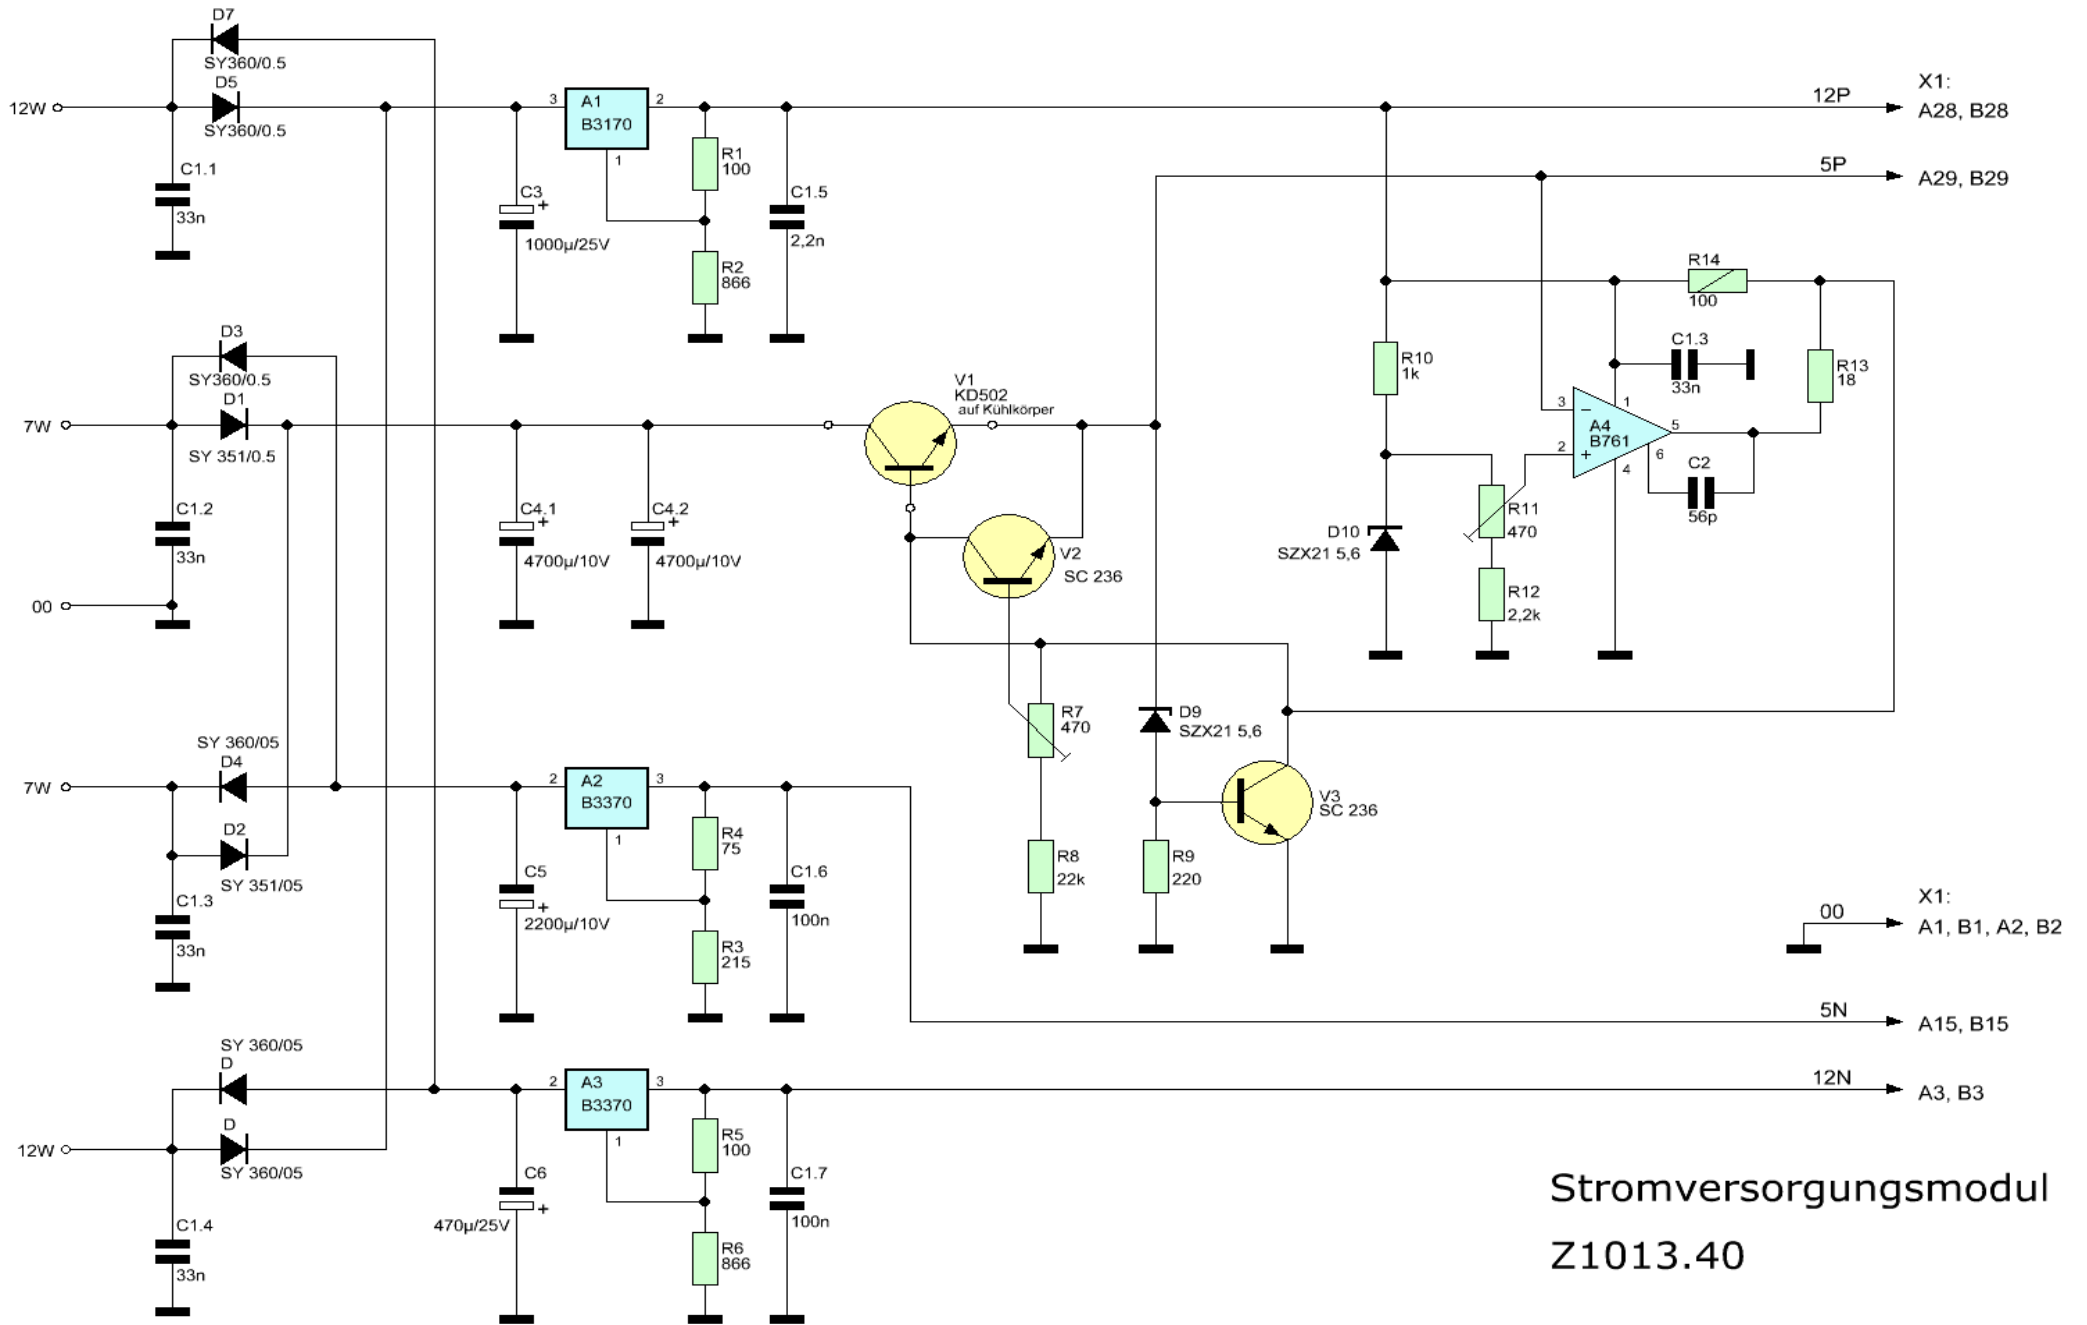 D7
SY360/0.5
D5
SY360/0.5
12W
C1.1
33n
3
A1
B3170
2
1
R1
100
C3
+
1000µ/25V
C1.5
2,2n
R2
866
12P
X1:
A28, B28
5P
A29, B29
D3
SY360/0.5
D1
SY 351/0.5
7W
C1.2
33n
00
C4.1
+
4700µ/10V
C4.2
+
4700µ/10V
V1
KD502
auf Kühlkörper
V2
SC 236
R14
100
C1.3
33n
R13
18
R10
1k
3
−
1
A4
B761
5
2
+
4
6
C2
56p
D10
SZX21 5,6
R11
470
R12
2,2k
R7
470
D9
SZX21 5,6
V3
SC 236
R8
22k
R9
220
SY 360/05
D4
7W
D2
SY 351/05
C1.3
33n
2
A2
B3370
3
1
R4
75
C5
+
2200µ/10V
C1.6
100n
R3
215
X1:
00
A1, B1, A2, B2
5N
A15, B15
12N
A3, B3
SY 360/05
D
D
SY 360/05
12W
C1.4
33n
2
A3
B3370
3
1
R5
100
C6
+
470µ/25V
C1.7
100n
R6
866
Stromversorgungsmodul
Z1013.40